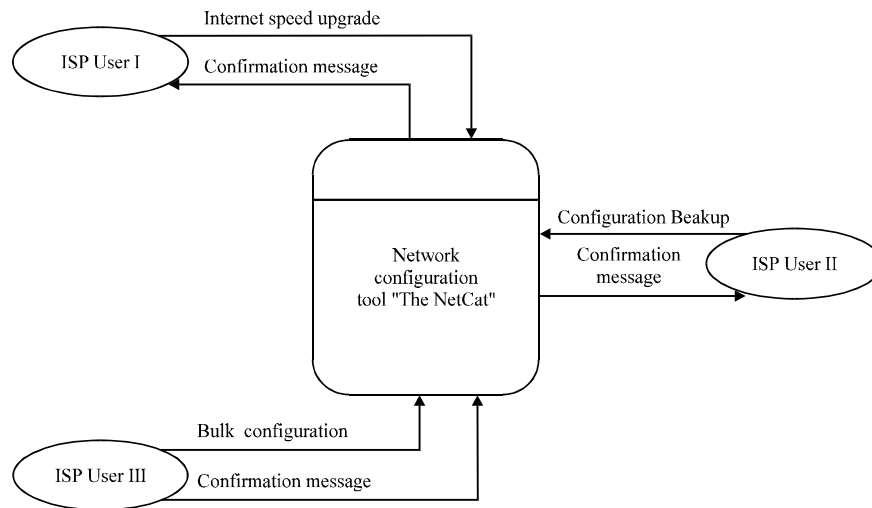 Internet speed upgrade
ISP User I
Confirmation message
Configuration Beakup
Network
configuration
tool "The NetCat"
Confirmation
message
ISP User II
Bulk configuration
ISP User III
Confirmation message